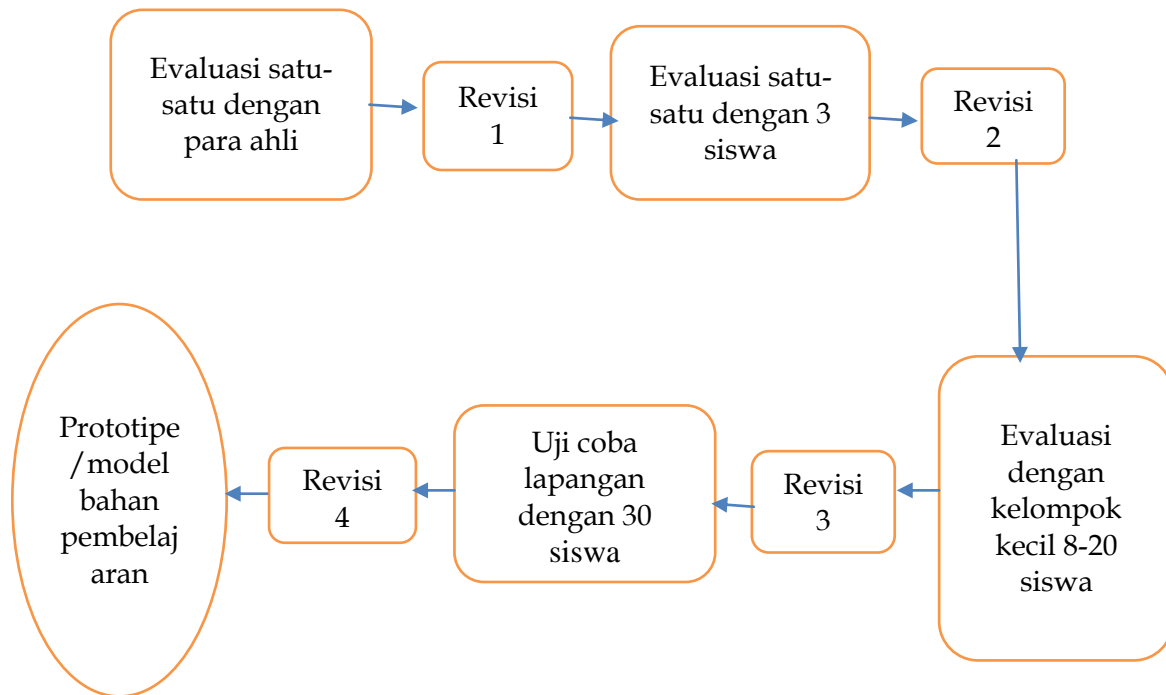 Evaluasi satu-
satu dengan
para ahli
Revisi
1
Evaluasi satu-
satu dengan 3
siswa
Revisi
2
Evaluasi
dengan
kelompok
kecil 8-20
siswa
Revisi
3
Uji coba
lapangan
dengan 30
siswa
Revisi
4
Prototipe
/model
bahan
pembelaj
aran